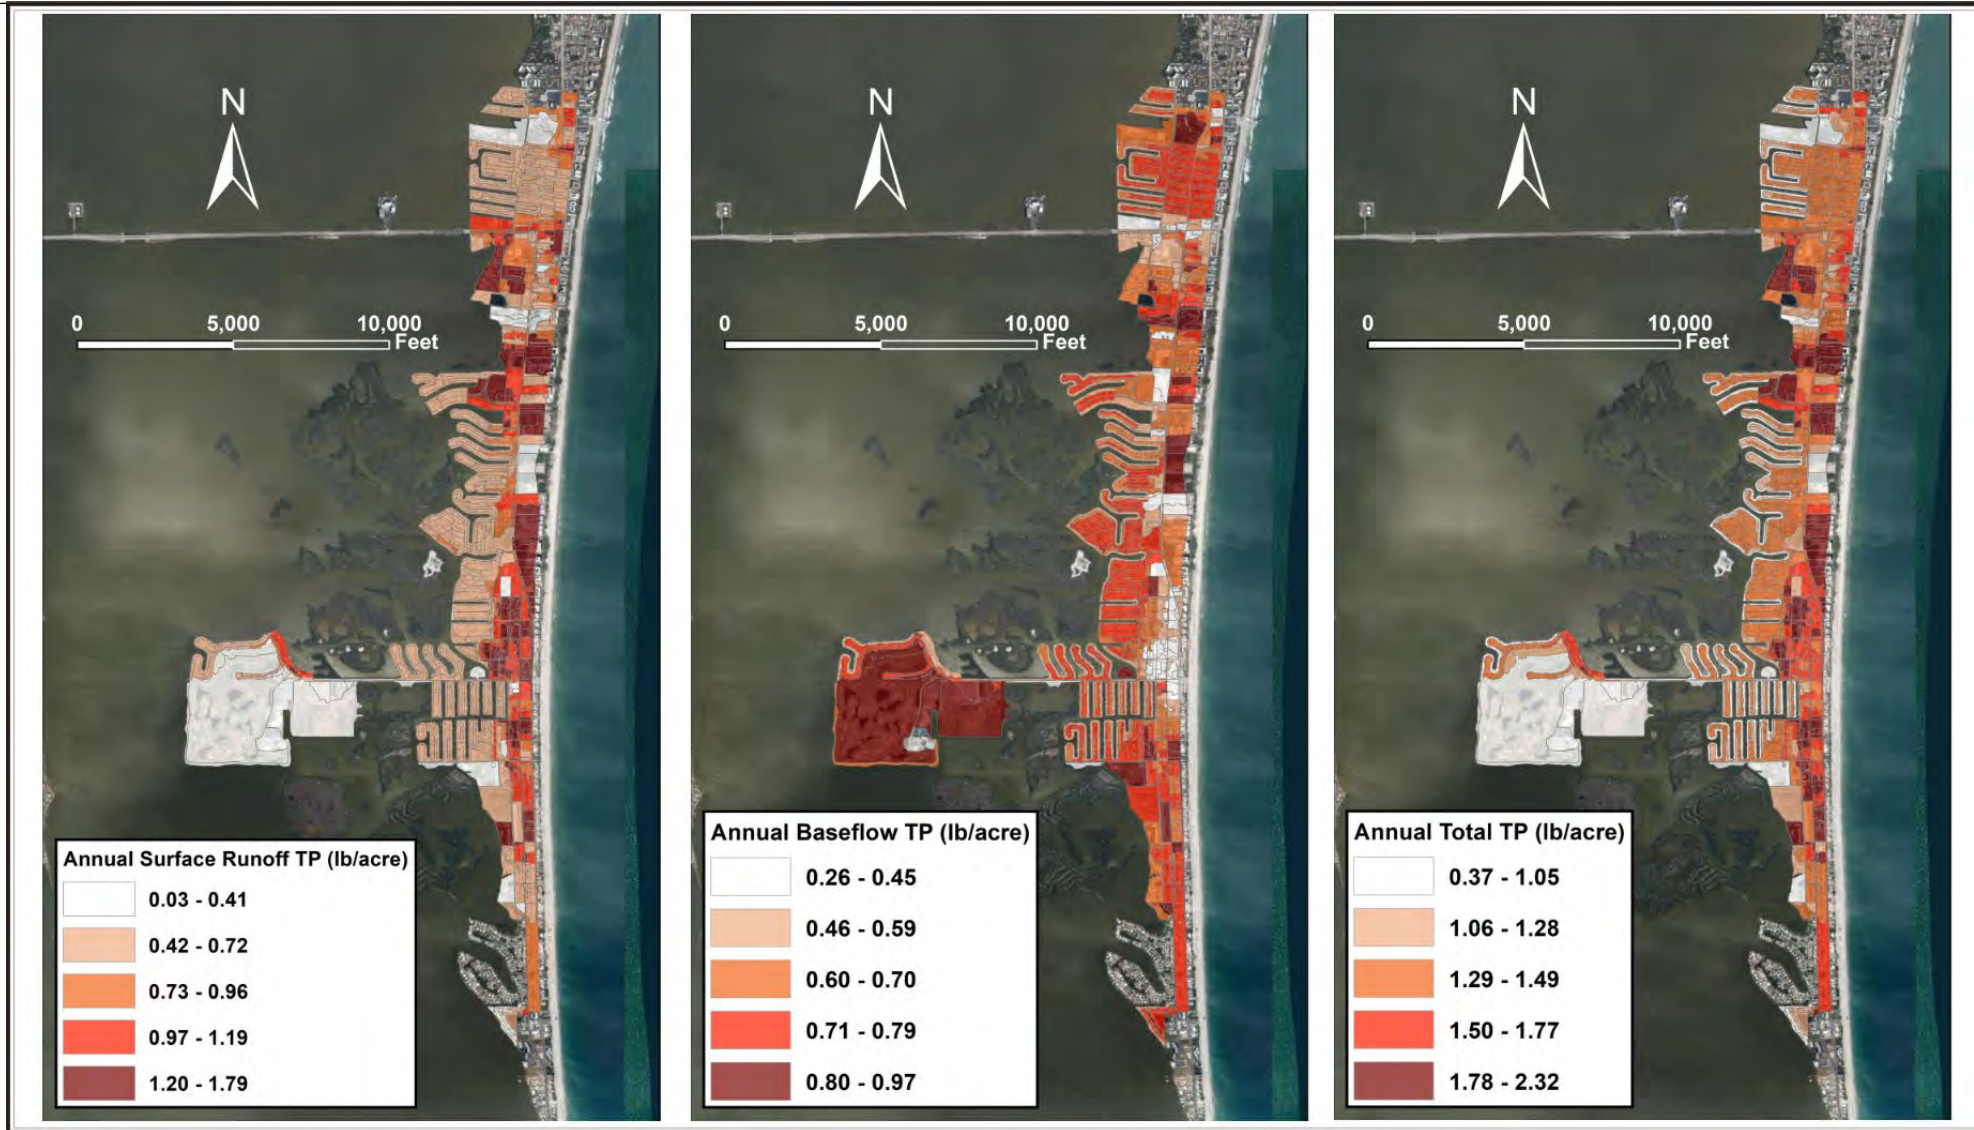 N
0 5,000 10,000
Feet
Annual Surface Runoff TP (lb/acre)
0.03 - 0.41
0.42 - 0.72
0.73 - 0.96
0.97 - 1.19
1.20 - 1.79
N
0 5,000 10,000
Feet
Annual Baseflow TP (lb/acre)
0.26 - 0.45
0.46 - 0.59
0.60 - 0.70
0.71 - 0.79
0.80 - 0.97
N
0 5,000 10,000
Feet
Annual Total TP (lb/acre)
0.37 - 1.05
1.06 - 1.28
1.29 - 1.49
1.50 - 1.77
1.78 - 2.32